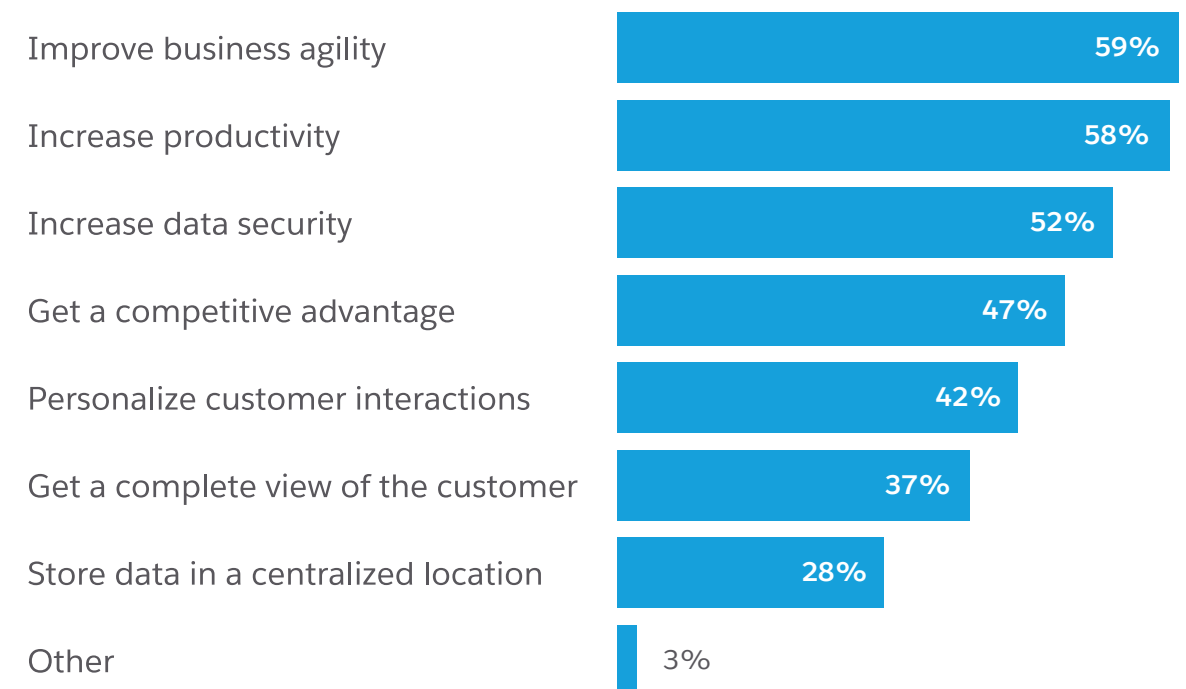 Improve business agility 59%
Increase productivity 58%
Increase data security 52%
Get a competitive advantage 47%
Personalize customer interactions 42%
Get a complete view of the customer 37%
Store data in a centralized location 28%
Other 3%